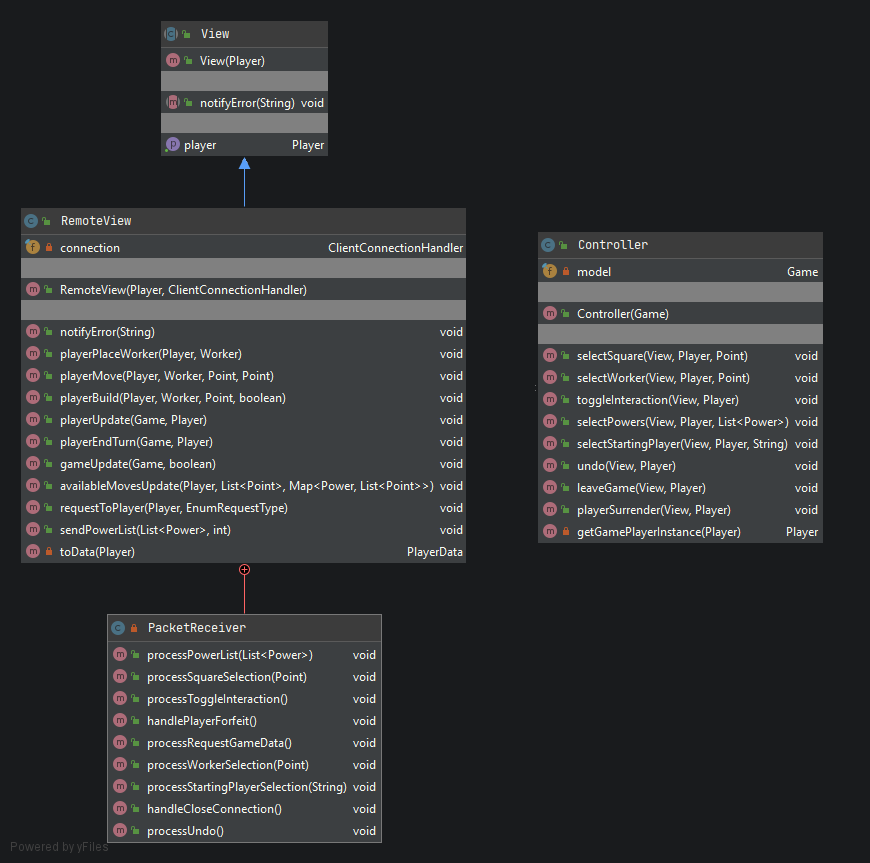 View
View(Player)
notifyError(String) void
player Player
RemoteView
connection ClientConnectionHandler
RemoteView(Player, ClientConnectionHandler)
notifyError(String) void
playerPlaceWorker(Player, Worker) void
playerMove(Player, Worker, Point, Point) void
playerBuild(Player, Worker, Point, boolean) void
playerUpdate(Game, Player) void
playerEndTurn(Game, Player) void
gameUpdate(Game, boolean) void
availableMovesUpdate(Player, List<Point>, Map<Power, List<Point>>) void
requestToPlayer(Player, EnumRequestType) void
sendPowerList(List<Power>, int) void
toData(Player) PlayerData
Controller
model Game
Controller(Game)
selectSquare(View, Player, Point) void
selectWorker(View, Player, Point) void
toggleInteraction(View, Player) void
selectPowers(View, Player, List<Power>) void
selectStartingPlayer(View, Player, String) void
undo(View, Player) void
leaveGame(View, Player) void
playerSurrender(View, Player) void
getGamePlayerInstance(Player) Player
PacketReceiver
processPowerList(List<Power>) void
processSquareSelection(Point) void
processToggleInteraction() void
handlePlayerForfeit() void
processRequestGameData() void
processWorkerSelection(Point) void
processStartingPlayerSelection(String) void
handleCloseConnection() void
processUndo() void
Powered by yFiles